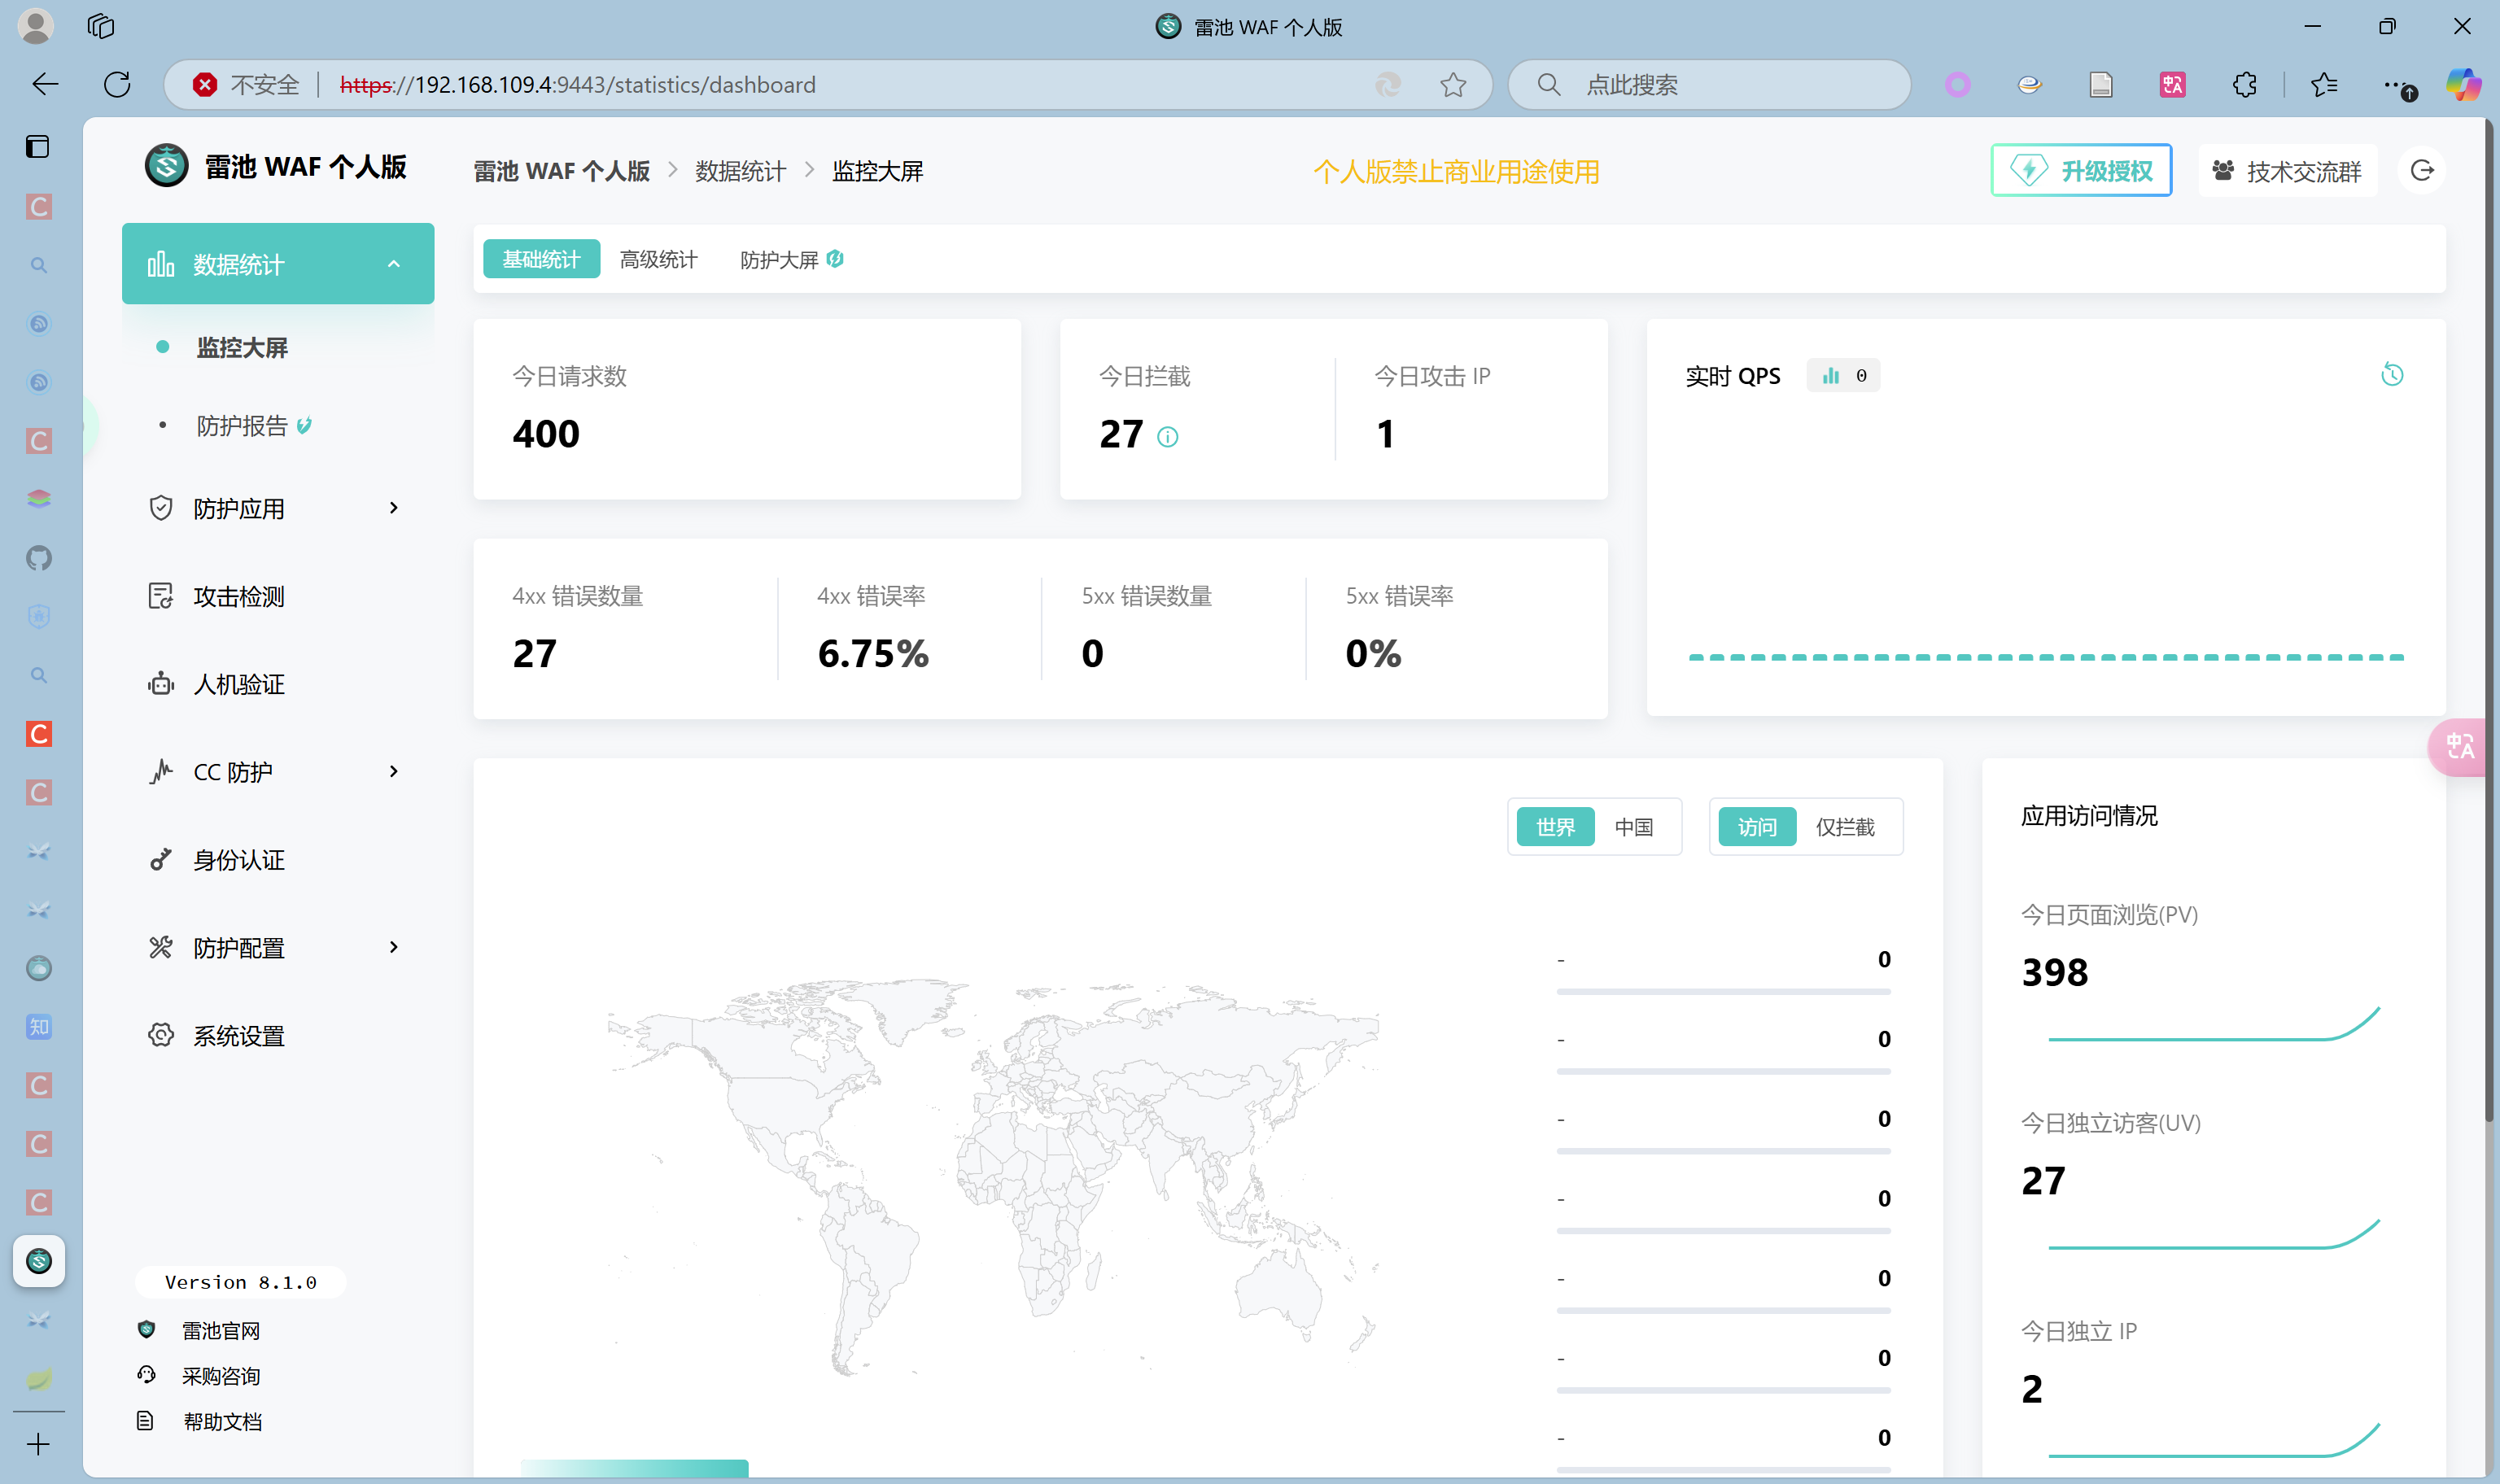 雷池 WAF 个人版
不安全
https://192.168.109.4:9443/statistics/dashboard
点此搜索
雷池 WAF 个人版
雷池 WAF 个人版 > 数据统计 > 监控大屏
个人版禁止商业用途使用
升级授权
技术交流群
数据统计
监控大屏
防护报告
防护应用
攻击检测
人机验证
CC 防护
身份认证
防护配置
系统设置
Version 8.1.0
雷池官网
采购咨询
帮助文档
基础统计 高级统计 防护大屏
今日请求数
400
今日拦截
27
今日攻击 IP
1
实时 QPS
0
4xx 错误数量
27
4xx 错误率
6.75%
5xx 错误数量
0
5xx 错误率
0%
世界 中国
访问 仅拦截
- 0
- 0
- 0
- 0
- 0
- 0
- 0
应用访问情况
今日页面浏览(PV)
398
今日独立访客(UV)
27
今日独立 IP
2
C
C
C
C
知
C
C
C
中A
中A